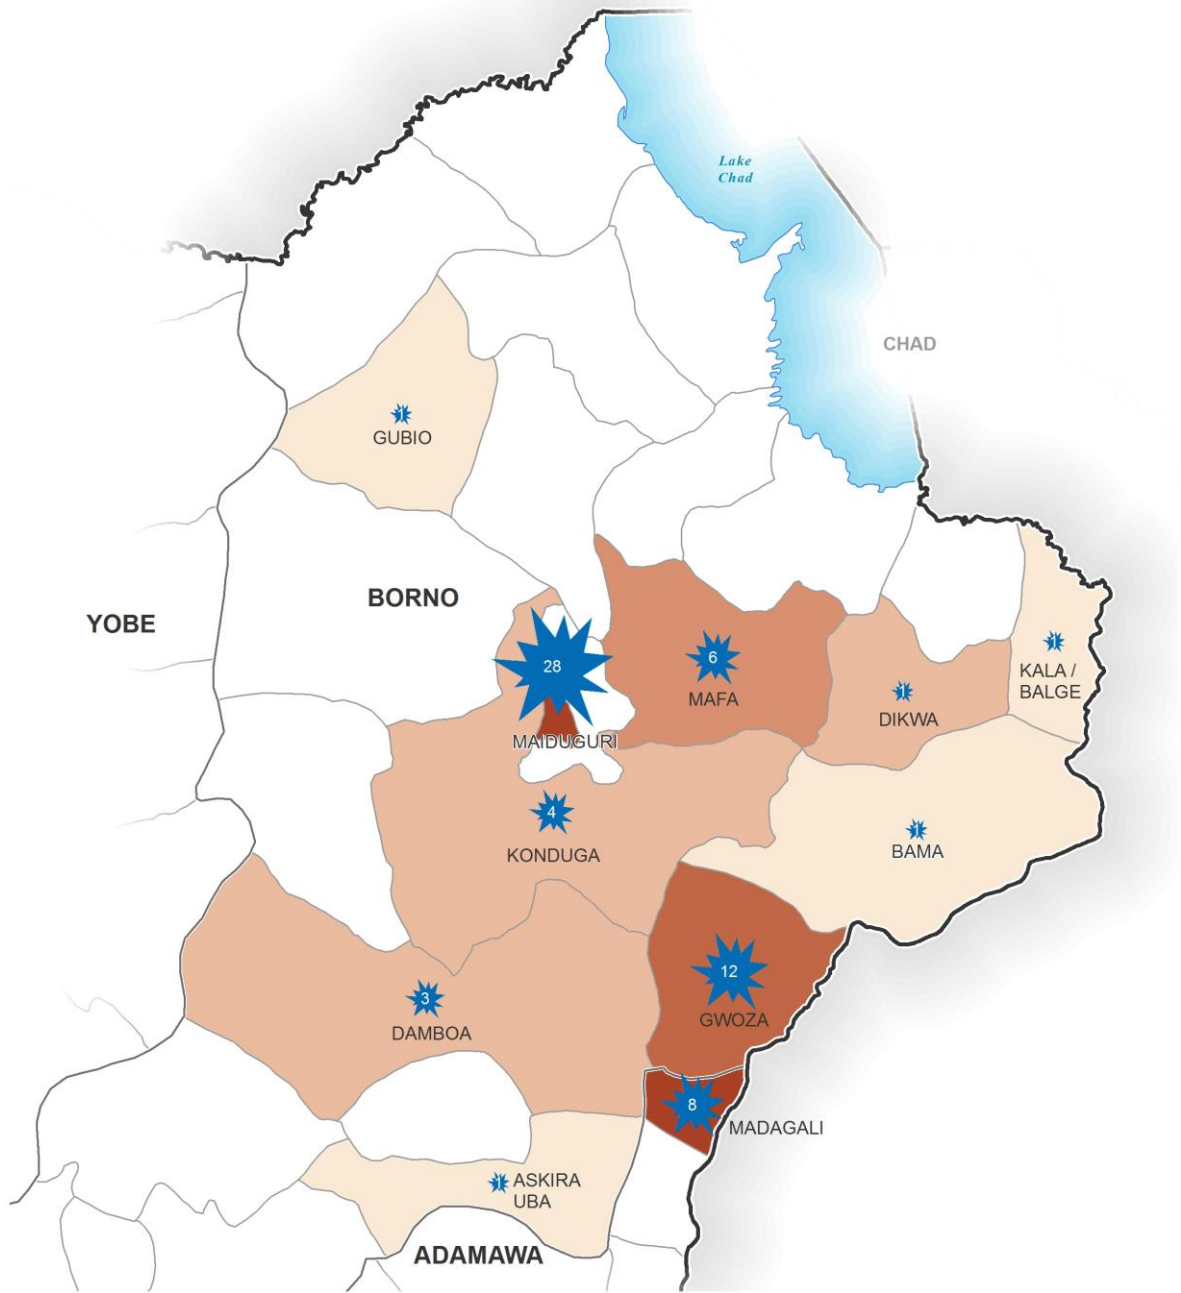 Lake
Chad
CHAD
1
GUBIO
BORNO
YOBE
28
MAIDUGURI
6
MAFA
1
DIKWA
1
KALA /
BALGE
4
KONDUGA
1
BAMA
3
DAMBOA
12
GWOZA
8
MADAGALI
1
ASKIRA
UBA
ADAMAWA